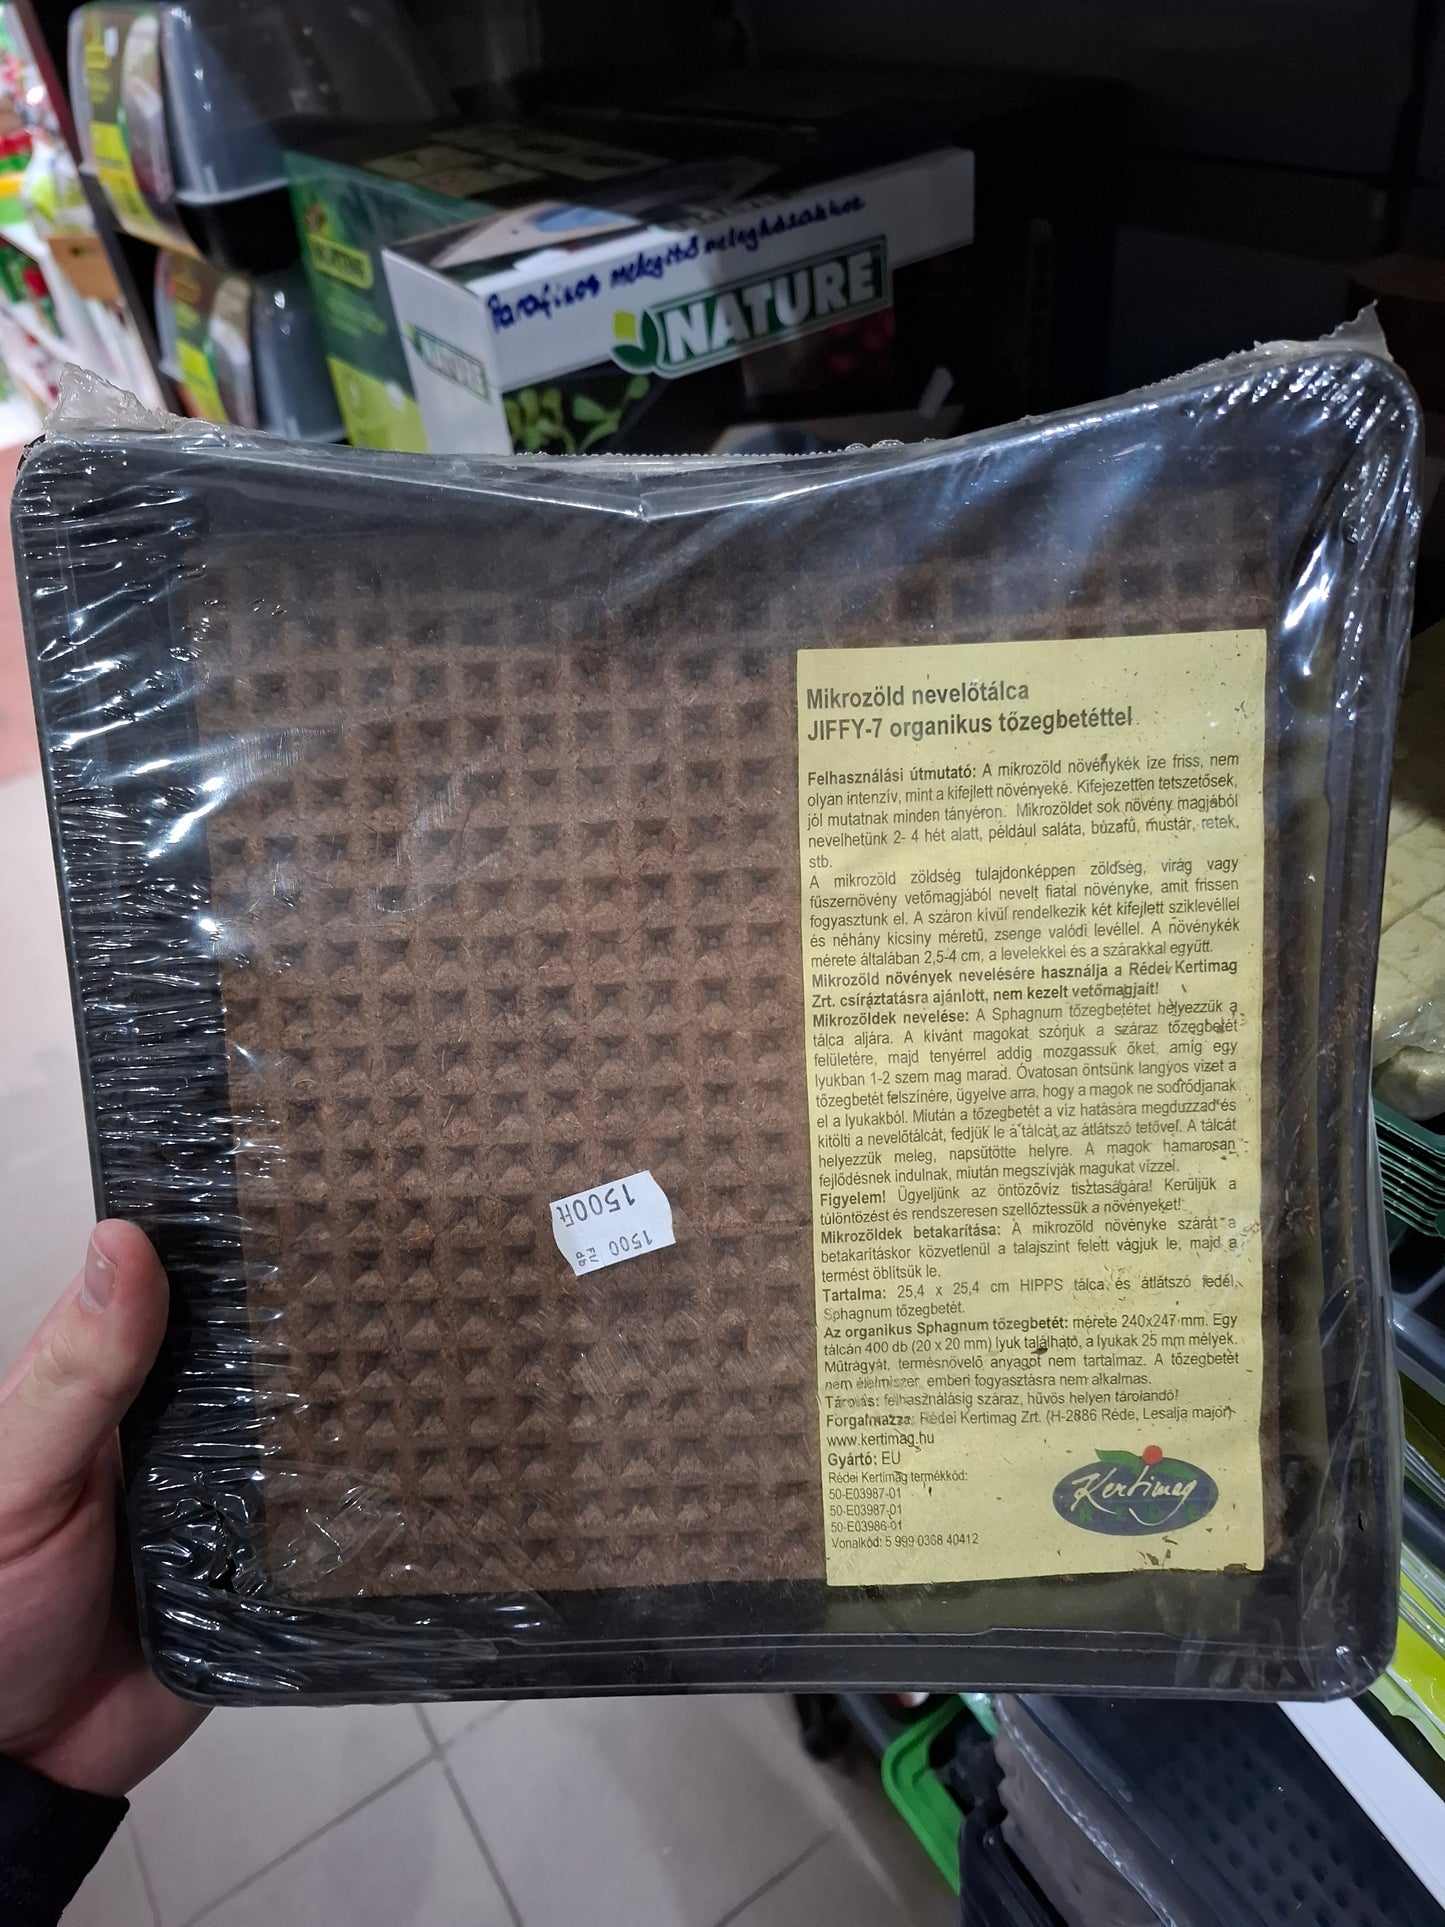 Parafinos melegítő melegházakhoz
NATURE
NATURE
Mikrozöld nevelőtálca
JIFFY-7 organikus tőzegbetéttel
Felhasználási útmutató: A mikrozöld növénykék íze friss, nem
olyan intenzív, mint a kifejlett növényeké. Kifejezetten tetszetősek,
jól mutatnak minden tányéron. Mikrozöldet sok növény magjából
nevelhetünk 2- 4 hét alatt, például saláta, búzafű, mustár, retek,
stb.
A mikrozöld zöldség tulajdonképpen zöldség, virág vagy
fűszernövény vetőmagjából nevelt fiatal növényke, amit frissen
fogyasztunk el. A száron kívül rendelkezik két kifejlett sziklevéllel
és néhány kicsiny méretű, zsenge valódi levéllel. A növénykék
mérete általában 2,5-4 cm, a levelekkel és a szárakkal együtt.
Mikrozöld növények nevelésére használja a Rédei Kertimag
Zrt. csíráztatásra ajánlott, nem kezelt vetőmagjait!
Mikrozöldek nevelése: A Sphagnum tőzegbetétet helyezzük a
tálca aljára. A kívánt magokat szórjuk a száraz tőzegbetét
felületére, majd tenyérrel addig mozgassuk őket, amíg egy
lyukban 1-2 szem mag marad. Óvatosan öntsünk langyos vizet a
tőzegbetét felszínére, ügyelve arra, hogy a magok ne sodródjanak
el a lyukakból. Miután a tőzegbetét a víz hatására megduzzad és
kitölti a nevelőtálcát, fedjük le a tálcát az átlátszó tetővel. A tálcát
helyezzük meleg, napsütötte helyre. A magok hamarosan
fejlődésnek indulnak, miután megszívják magukat vízzel.
Figyelem! Ügyeljünk az öntözővíz tisztaságára! Kerüljük a
túlöntözést és rendszeresen szellőztessük a növényeket!
Mikrozöldek betakarítása: A mikrozöld növényke szárát a
betakarításkor közvetlenül a talajszint felett vágjuk le, majd a
termést öblítsük le.
Tartalma: 25,4 x 25,4 cm HIPPS tálca és átlátszó fedél,
Sphagnum tőzegbetét.
Az organikus Sphagnum tőzegbetét: mérete 240x247 mm. Egy
tálcán 400 db (20 x 20 mm) lyuk található, a lyukak 25 mm mélyek.
Műtrágyát, termésnövelő anyagot nem tartalmaz. A tőzegbetét
nem élelmiszer, emberi fogyasztásra nem alkalmas.
Tárolás: felhasználásig száraz, hűvös helyen tárolandó!
Forgalmazza: Rédei Kertimag Zrt. (H-2886 Réde, Lesalja major)
www.kertimag.hu
Gyártó: EU
Rédei Kertimag termékkód:
50-E03987-01
50-E03987-01
50-E03986-01
Vonalkód: 5 999 0368 40412
Kertimag
RÉDE
1500Ft
1500